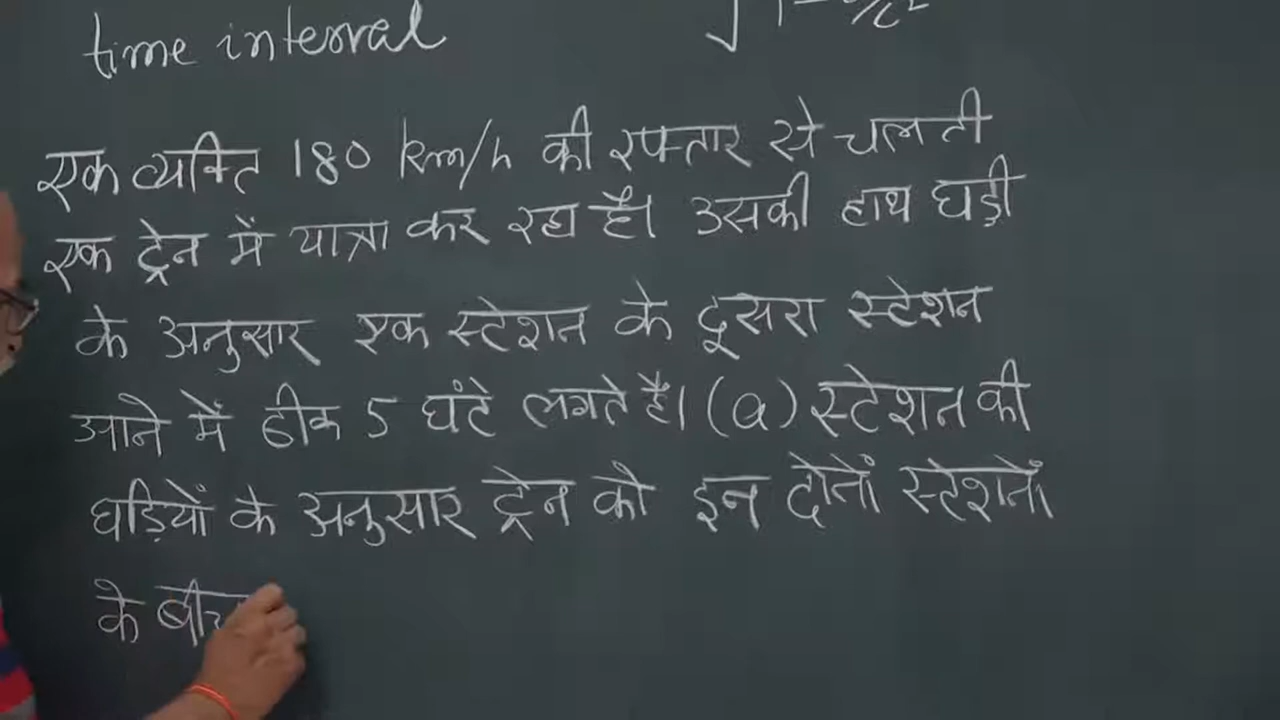 time interval
एक व्यक्ति 180 km/h की रफ्तार से चलती
एक ट्रेन में यात्रा कर रहा है। उसकी हाथ घड़ी
के अनुसार एक स्टेशन के दूसरा स्टेशन
आने में ठीक 5 घंटे लगते है। (a) स्टेशन की
घड़ियों के अनुसार ट्रेन को इन दोनों स्टेशनों
के बीच